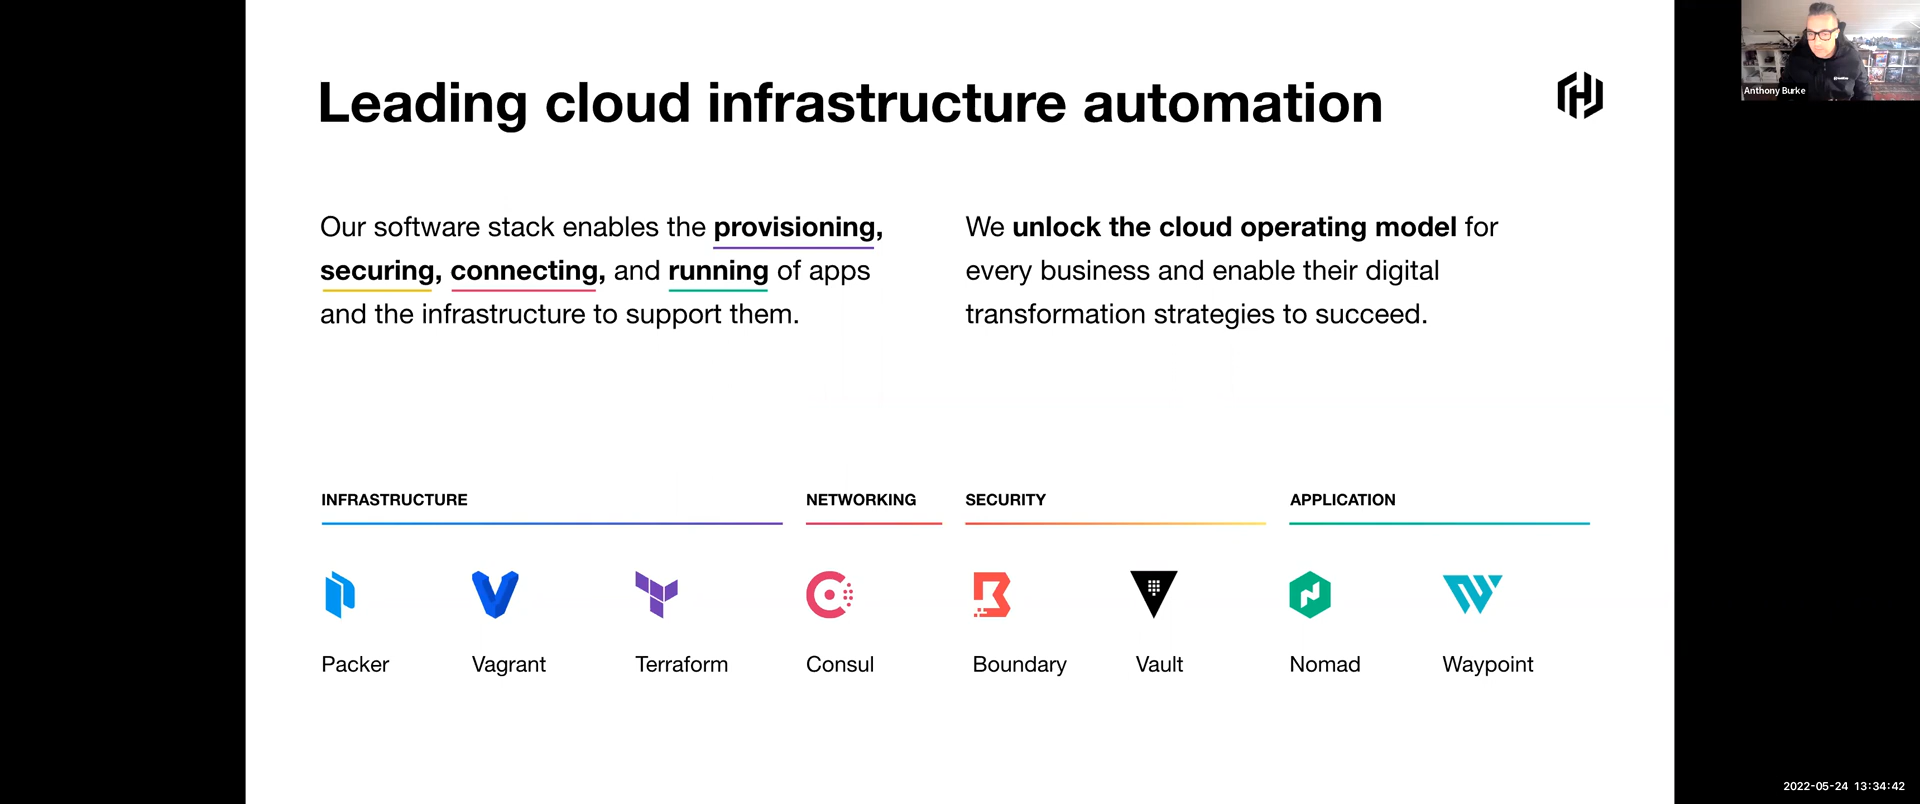 Leading cloud infrastructure automation
Our software stack enables the provisioning,
securing, connecting, and running of apps
and the infrastructure to support them.
We unlock the cloud operating model for
every business and enable their digital
transformation strategies to succeed.
INFRASTRUCTURE
Packer
Vagrant
Terraform
NETWORKING
Consul
SECURITY
Boundary
Vault
APPLICATION
Nomad
Waypoint
Anthony Burke
2022-05-24 13:34:42